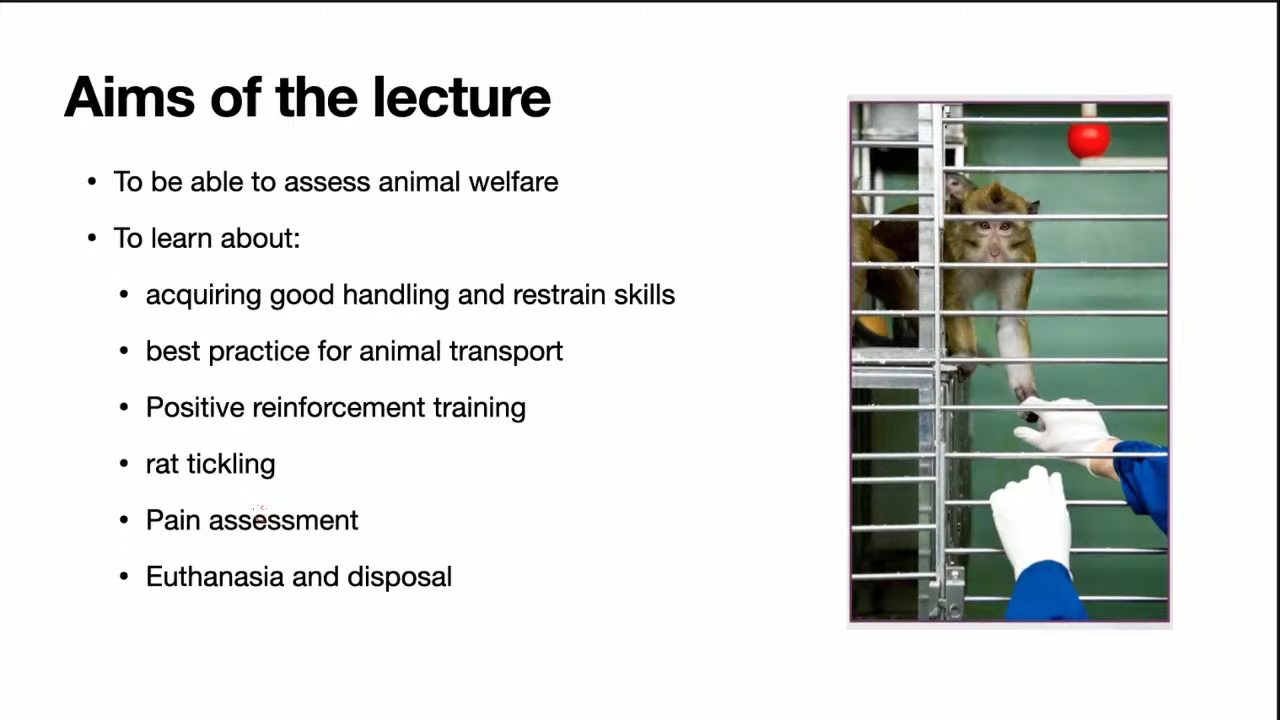 Aims of the lecture
• To be able to assess animal welfare
• To learn about:
• acquiring good handling and restrain skills
• best practice for animal transport
• Positive reinforcement training
• rat tickling
• Pain assessment
• Euthanasia and disposal